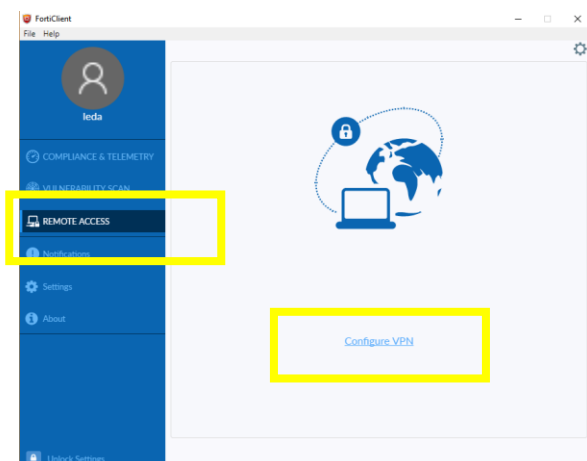 FortiClient
File Help
leda
COMPLIANCE & TELEMETRY
VULNERABILITY SCAN
REMOTE ACCESS
Notifications
Settings
About
Configure VPN
Unlock Settings